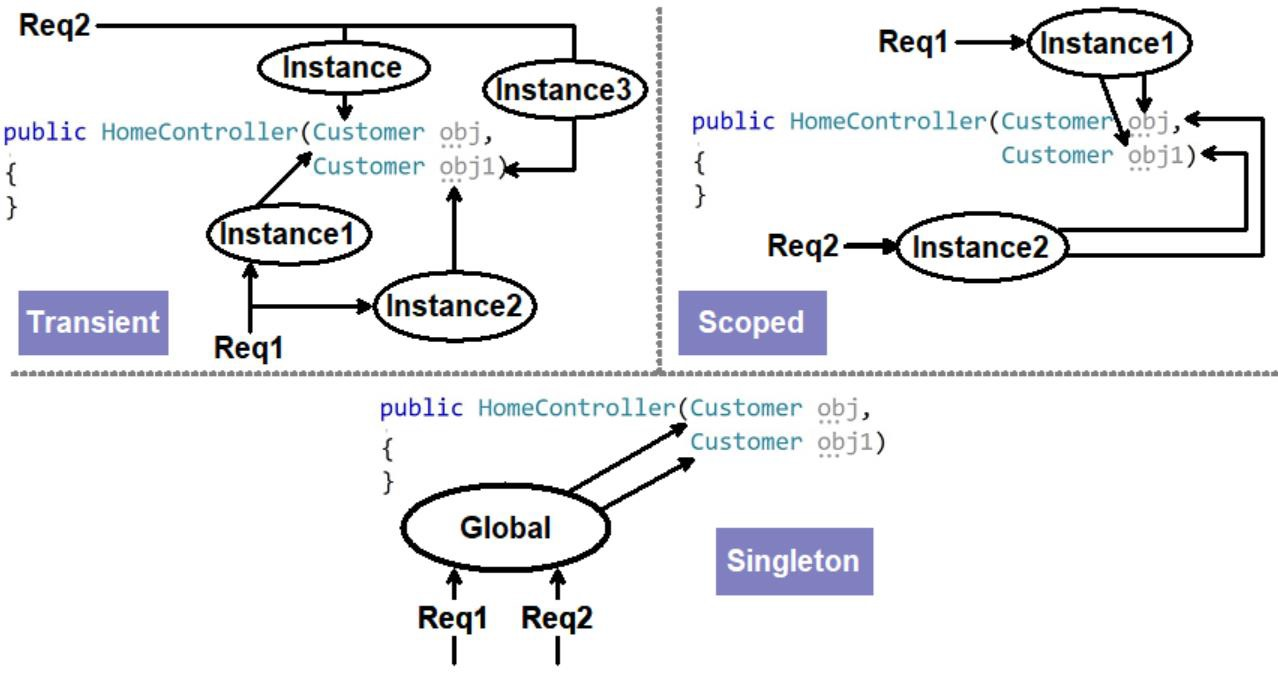 Req2
Instance
Instance3
public HomeController(Customer obj,
Customer obj1)
{
}
Instance1
Instance2
Transient
Req1
Req1
Instance1
public HomeController(Customer obj,
Customer obj1)
{
}
Req2
Instance2
Scoped
public HomeController(Customer obj,
Customer obj1)
{
}
Global
Singleton
Req1 Req2